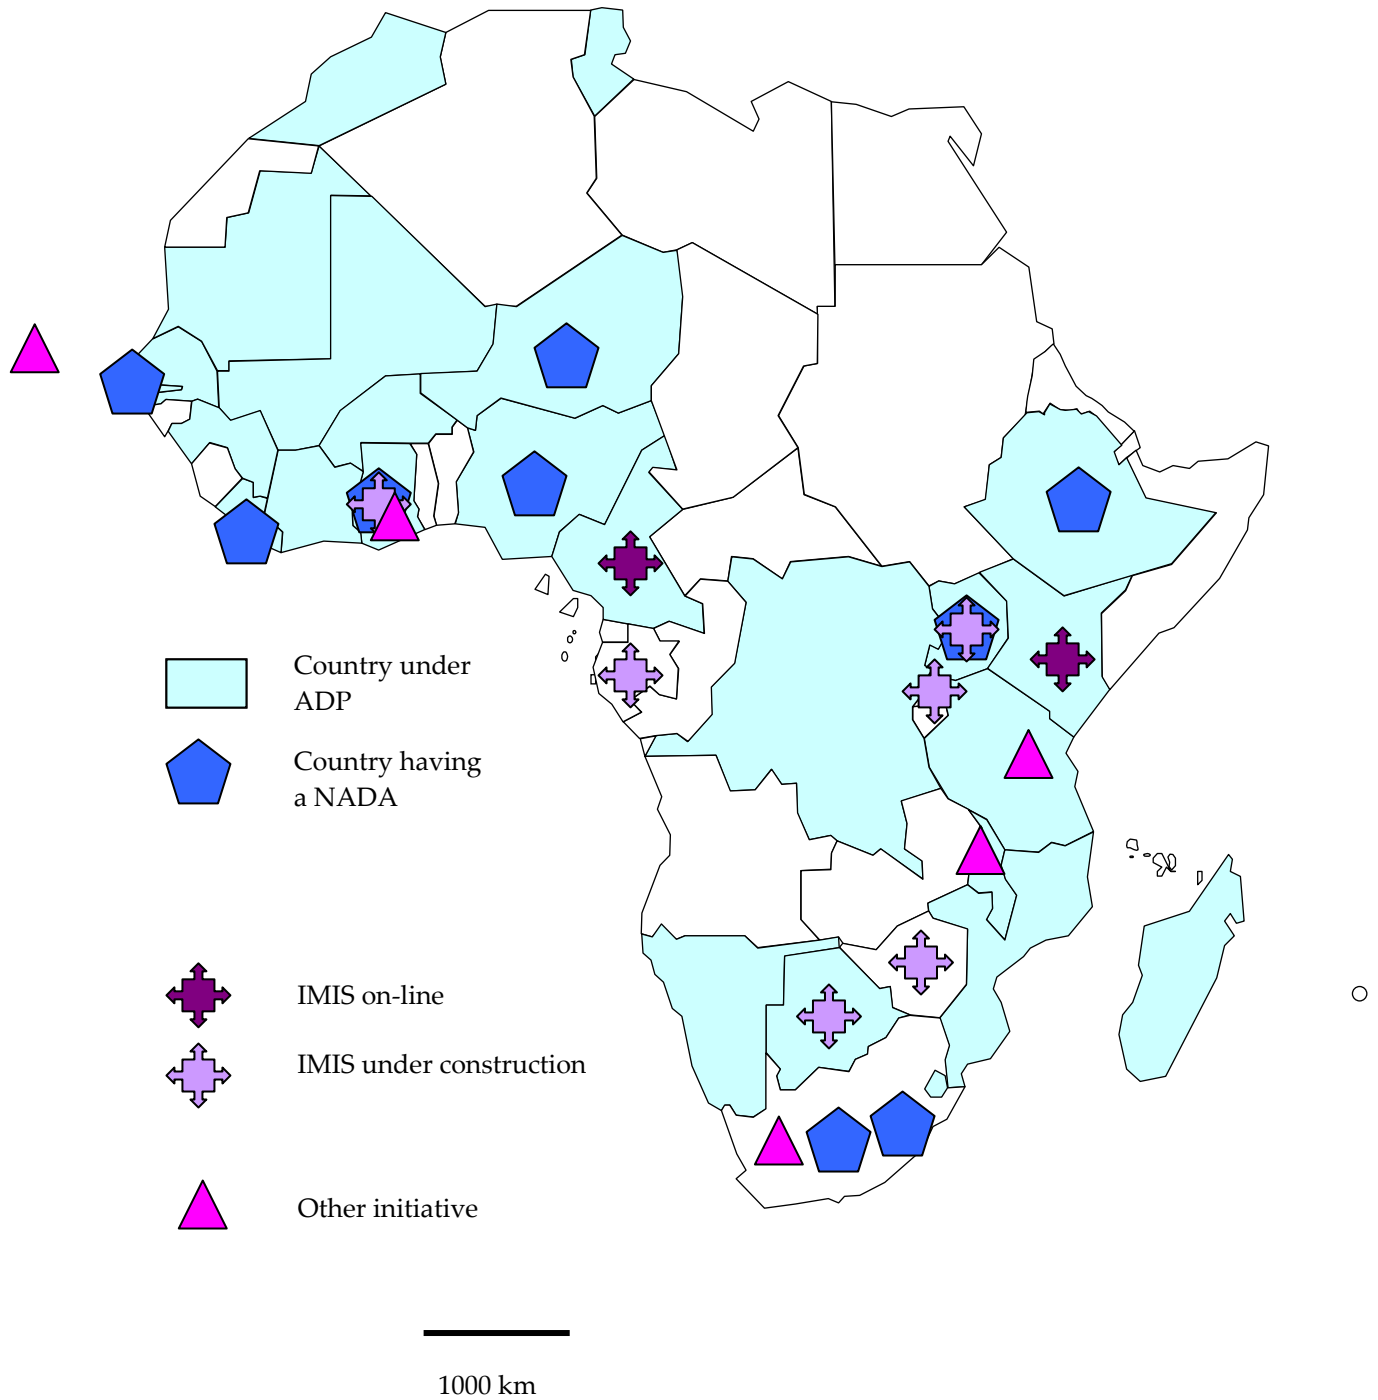 Country under
ADP
Country having
a NADA
IMIS on-line
IMIS under construction
Other initiative
1000 km